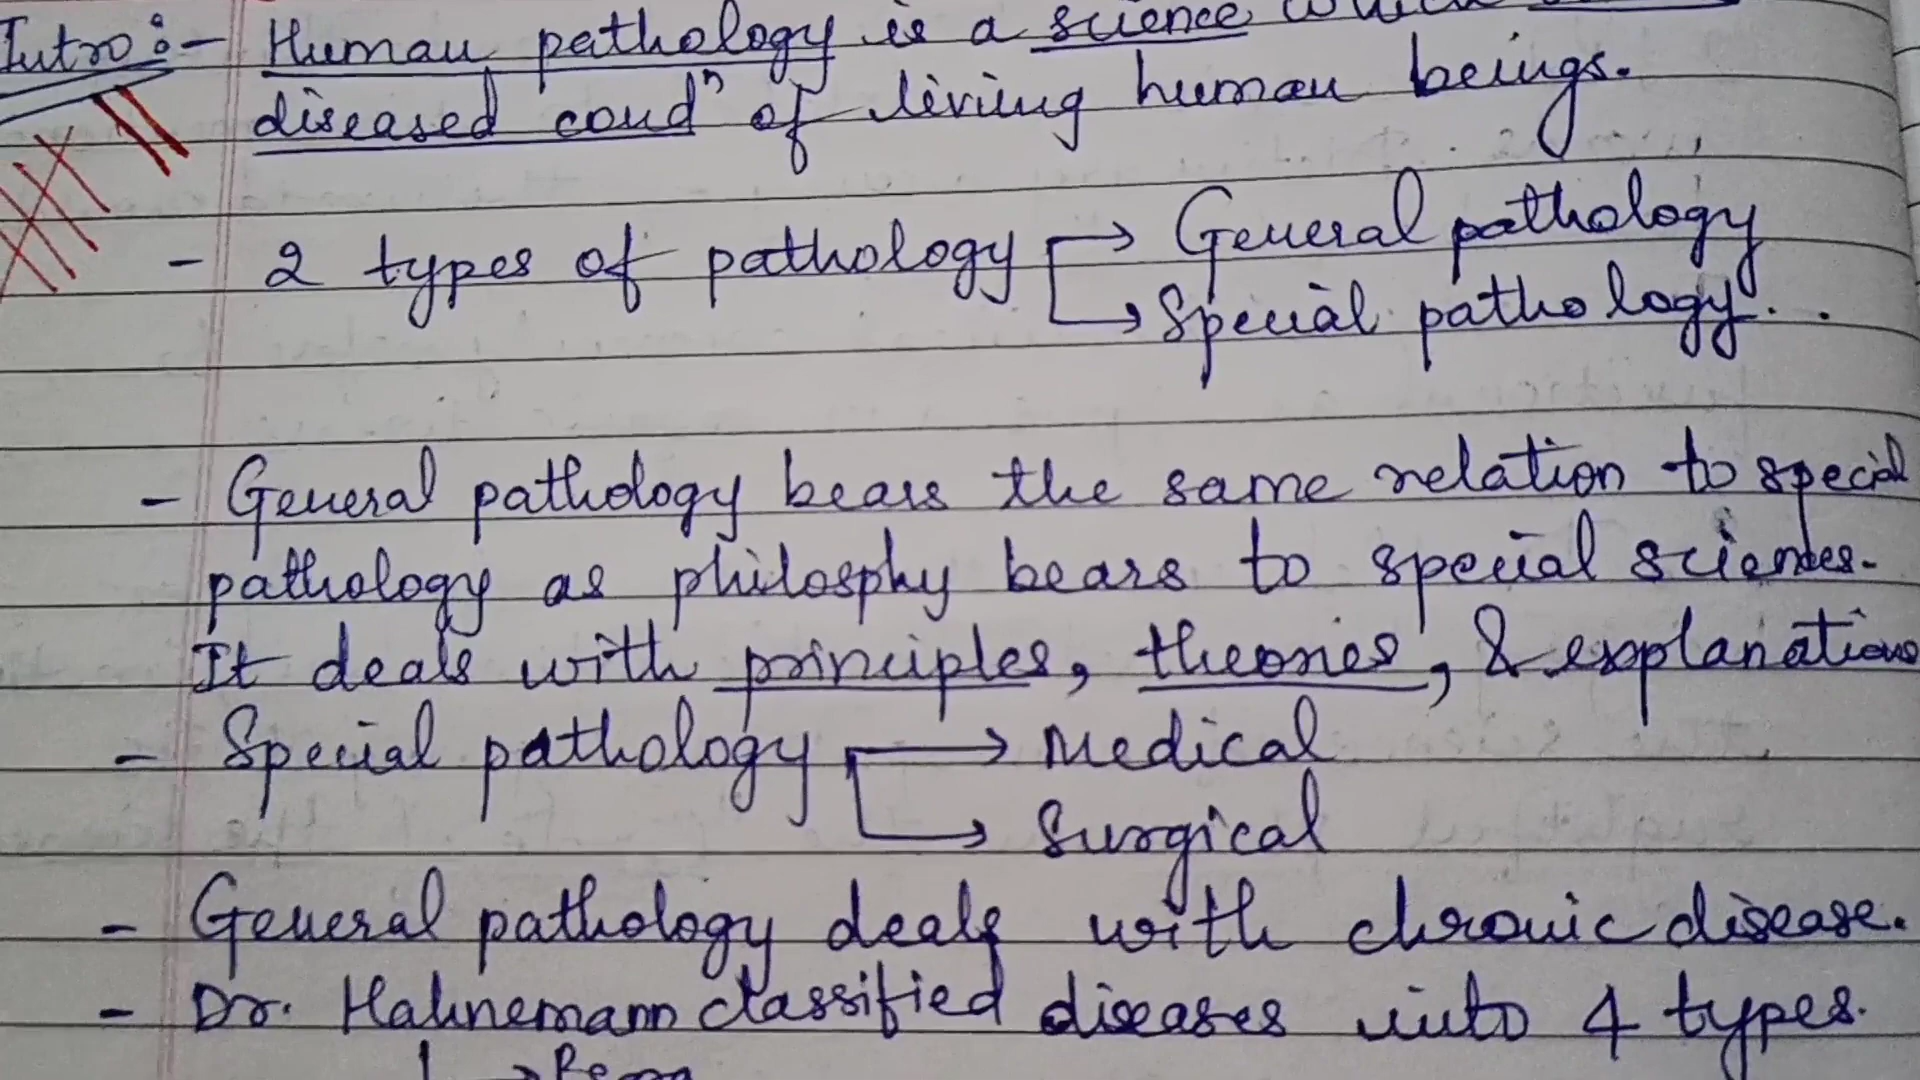 Intro :- Human pathology is a science
diseased condⁿ of living human beings.
- 2 types of pathology → General pathology
→ Special pathology.
- General pathology bears the same relation to special
pathology as philosphy bears to special sciences.
It deals with principles, theories, & explanations
- Special pathology → Medical
→ Surgical
- General pathology deals with chronic disease.
- Dr. Hahnemann classified diseases into 4 types.